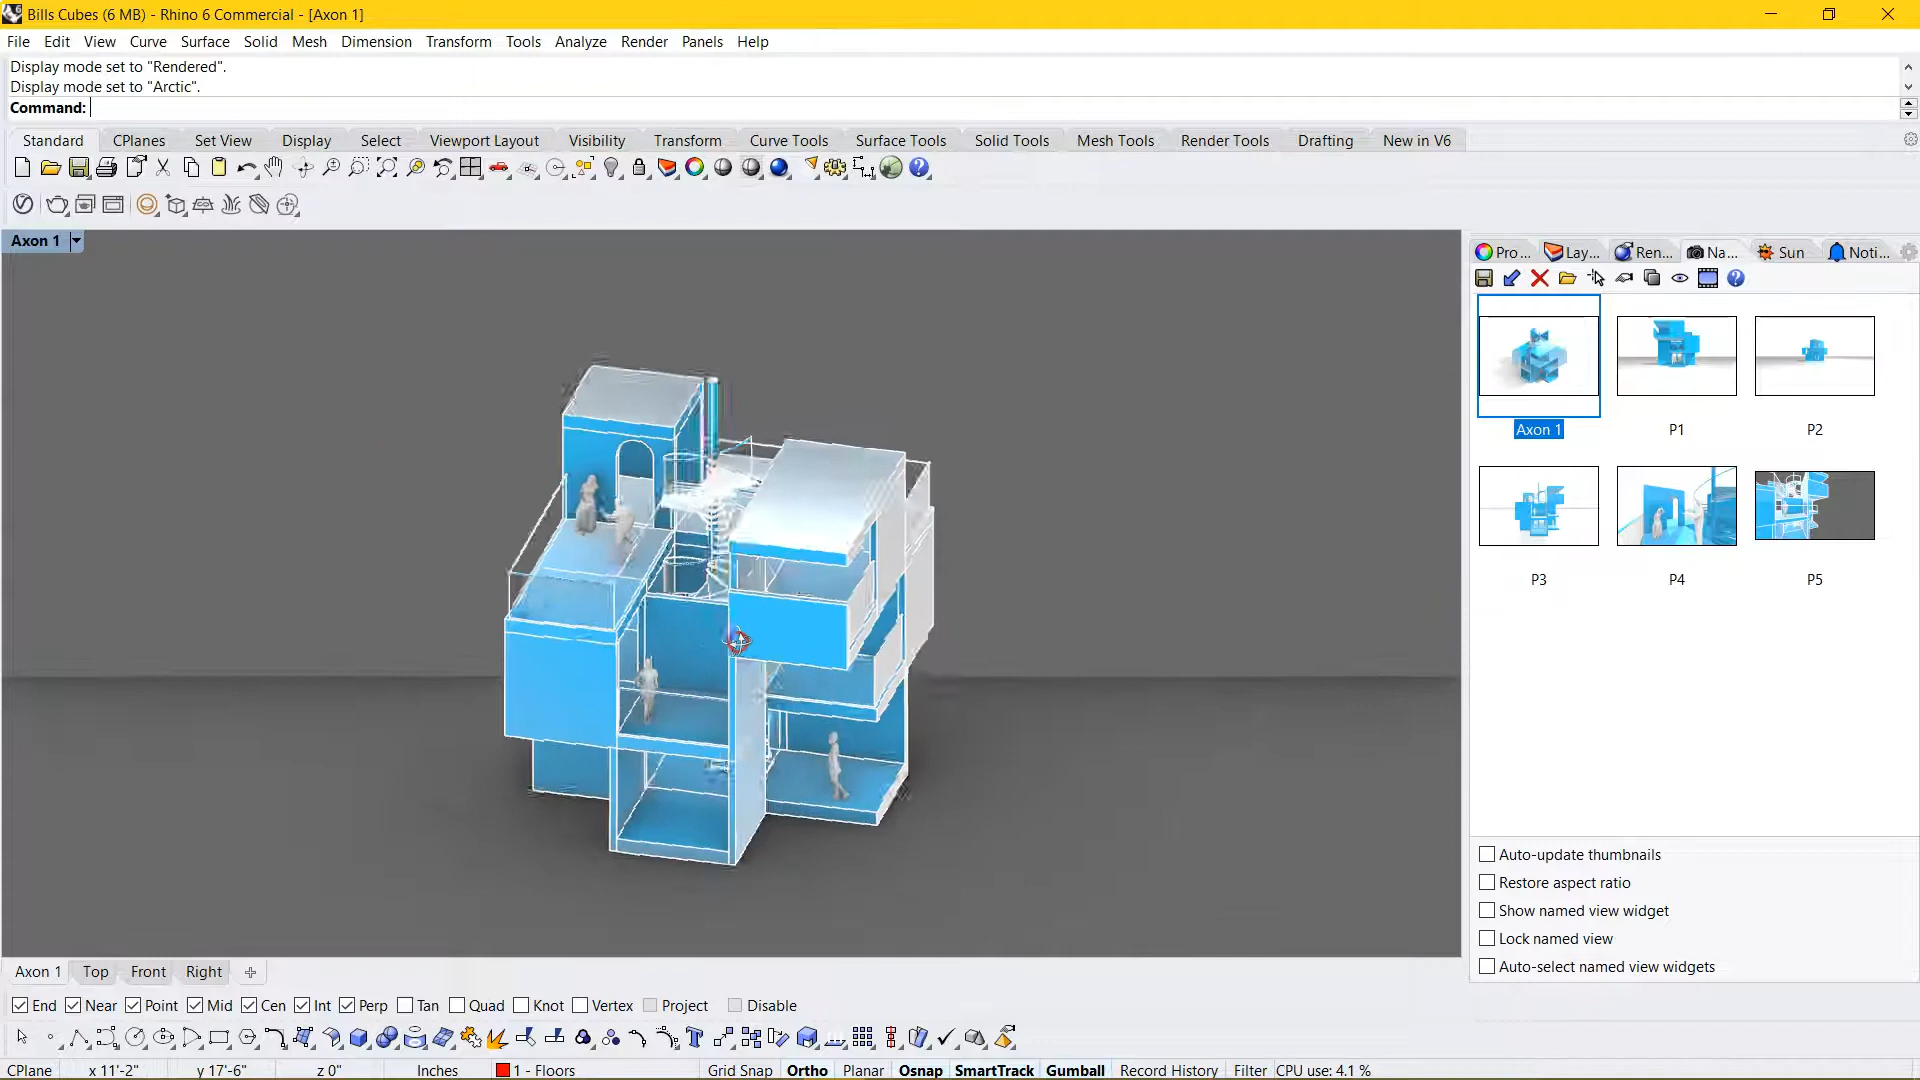 Bills Cubes (6 MB) - Rhino 6 Commercial - [Axon 1]
File Edit View Curve Surface Solid Mesh Dimension Transform Tools Analyze Render Panels Help
Display mode set to "Rendered".
Display mode set to "Arctic".
Command:
Standard CPlanes Set View Display Select Viewport Layout Visibility Transform Curve Tools Surface Tools Solid Tools Mesh Tools Render Tools Drafting New in V6
Axon 1
Pro... Lay... Ren... Na... Sun Noti...
Axon 1 P1 P2
P3 P4 P5
Auto-update thumbnails
Restore aspect ratio
Show named view widget
Lock named view
Auto-select named view widgets
Axon 1 Top Front Right
End Near Point Mid Cen Int Perp Tan Quad Knot Vertex Project Disable
CPlane x 11'-2" y 17'-6" z 0" Inches 1 - Floors Grid Snap Ortho Planar Osnap SmartTrack Gumball Record History Filter CPU use: 4.1 %